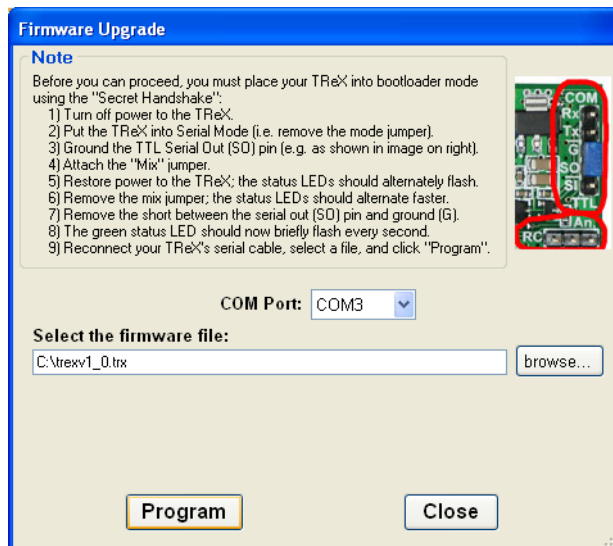 Firmware Upgrade
Note
Before you can proceed, you must place your TReX into bootloader mode
using the "Secret Handshake":
1) Turn off power to the TReX.
2) Put the TReX into Serial Mode (i.e. remove the mode jumper).
3) Ground the TTL Serial Out (SO) pin (e.g. as shown in image on right).
4) Attach the "Mix" jumper.
5) Restore power to the TReX; the status LEDs should alternately flash.
6) Remove the mix jumper; the status LEDs should alternate faster.
7) Remove the short between the serial out (SO) pin and ground (G).
8) The green status LED should now briefly flash every second.
9) Reconnect your TReX's serial cable, select a file, and click "Program".
COM
Rx
Tx
G
SO
SI
TTL
RC
An
COM Port: COM3
Select the firmware file:
C:\trexv1_0.trx
browse...
Program
Close